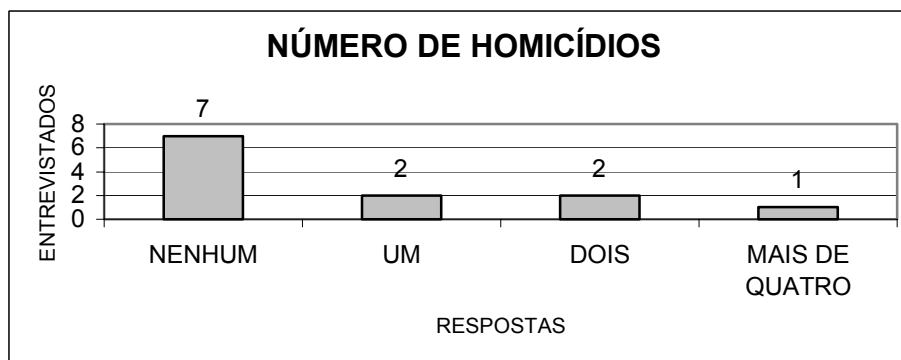 NÚMERO DE HOMICÍDIOS
ENTREVISTADOS
7
2
2
1
8
6
4
2
0
NENHUM
UM
DOIS
MAIS DE
QUATRO
RESPOSTAS